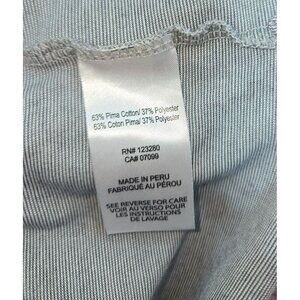 63% Pima Cotton/ 37% Polyester
63% Coton Pima/ 37% Polyester
RN# 123280
CA# 07099
MADE IN PERU
FABRIQUÉ AU PÉROU
SEE REVERSE FOR CARE
VOIR AU VERSO POUR
LES INSTRUCTIONS
DE LAVAGE